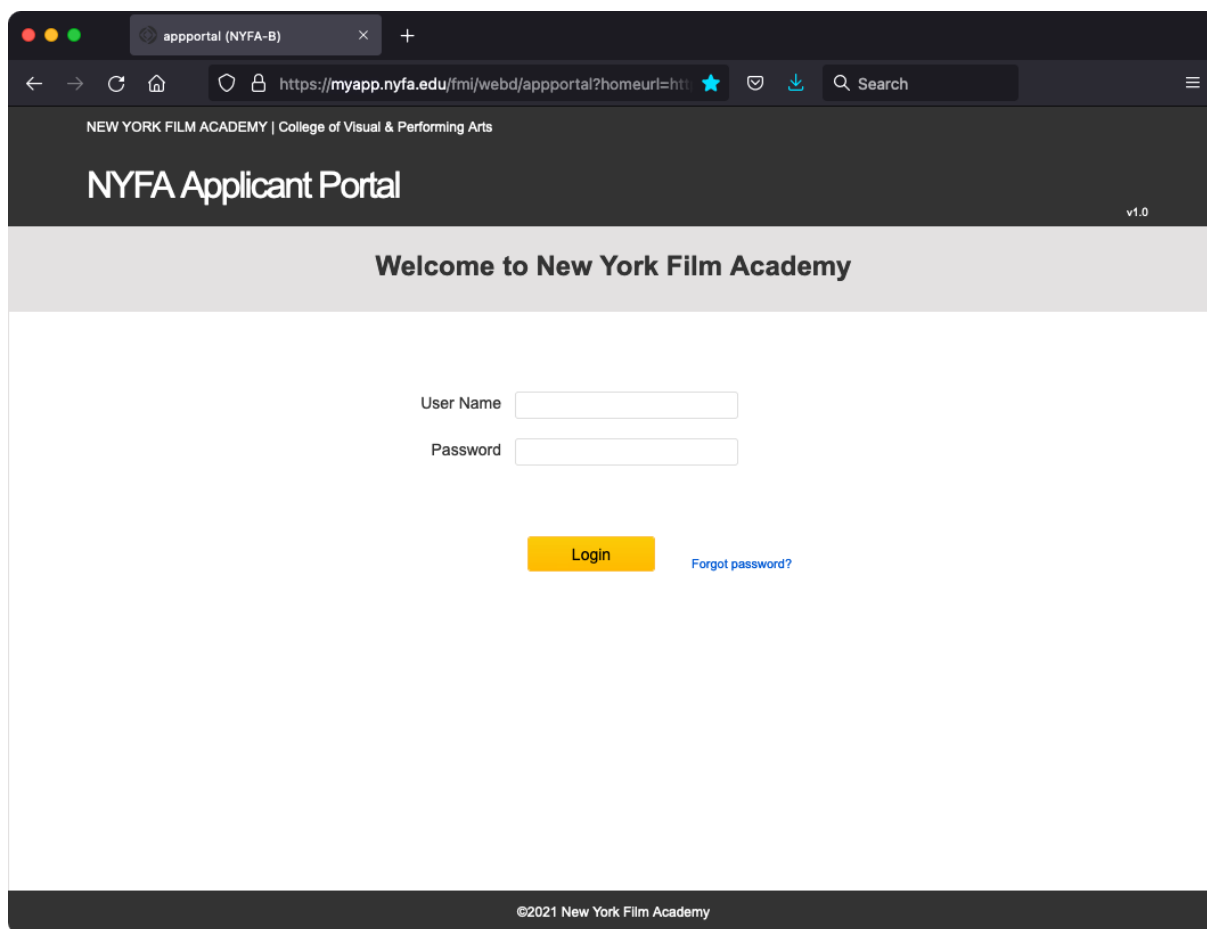 appportal (NYFA-B)
https://myapp.nyfa.edu/fmi/webd/appportal?homeurl=htt
Search
NEW YORK FILM ACADEMY | College of Visual & Performing Arts
NYFA Applicant Portal
v1.0
Welcome to New York Film Academy
User Name
Password
Login
Forgot password?
©2021 New York Film Academy